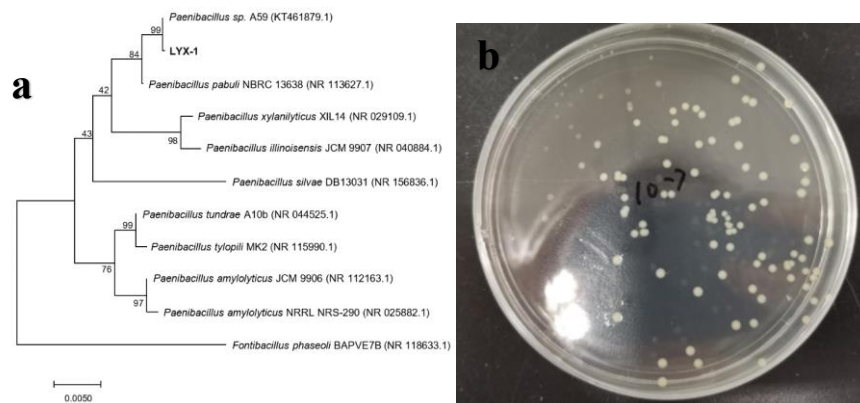 a
99
Paenibacillus sp. A59 (KT461879.1)
LYX-1
84
Paenibacillus pabuli NBRC 13638 (NR 113627.1)
42
Paenibacillus xylanilyticus XIL14 (NR 029109.1)
98
Paenibacillus illinoisensis JCM 9907 (NR 040884.1)
43
Paenibacillus silvae DB13031 (NR 156836.1)
Paenibacillus tundrae A10b (NR 044525.1)
99
Paenibacillus tylopili MK2 (NR 115990.1)
76
Paenibacillus amylolyticus JCM 9906 (NR 112163.1)
97
Paenibacillus amylolyticus NRRL NRS-290 (NR 025882.1)
Fontibacillus phaseoli BAPVE7B (NR 118633.1)
0.0050
b
10-7